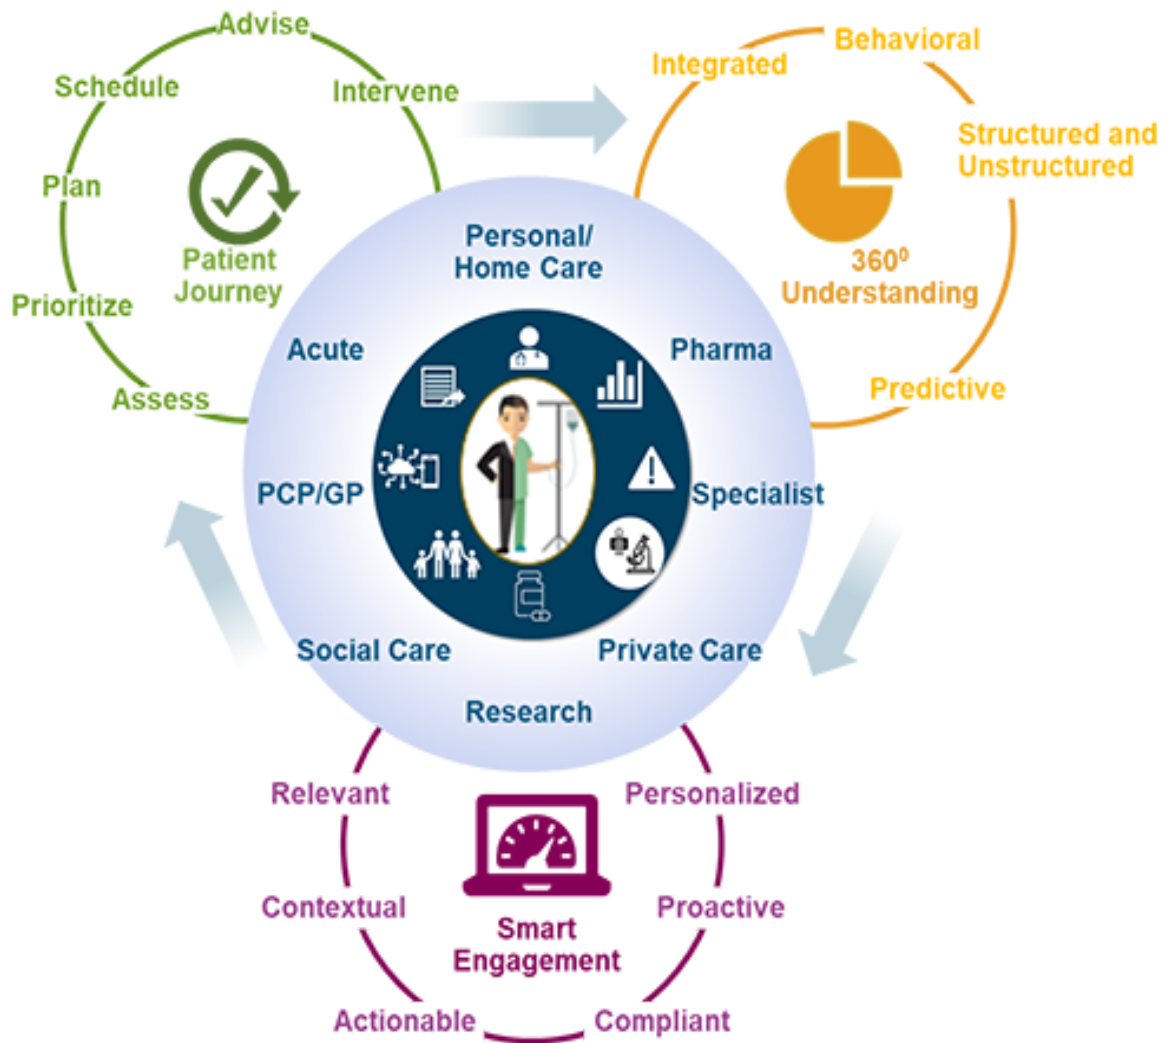 Advise
Schedule
Intervene
Plan
Prioritize
Assess
Patient
Journey
Integrated
Behavioral
Structured and
Unstructured
Predictive
360⁰
Understanding
Personal/
Home Care
Acute
Pharma
PCP/GP
Specialist
Social Care
Private Care
Research
Relevant
Personalized
Contextual
Proactive
Smart
Engagement
Actionable
Compliant